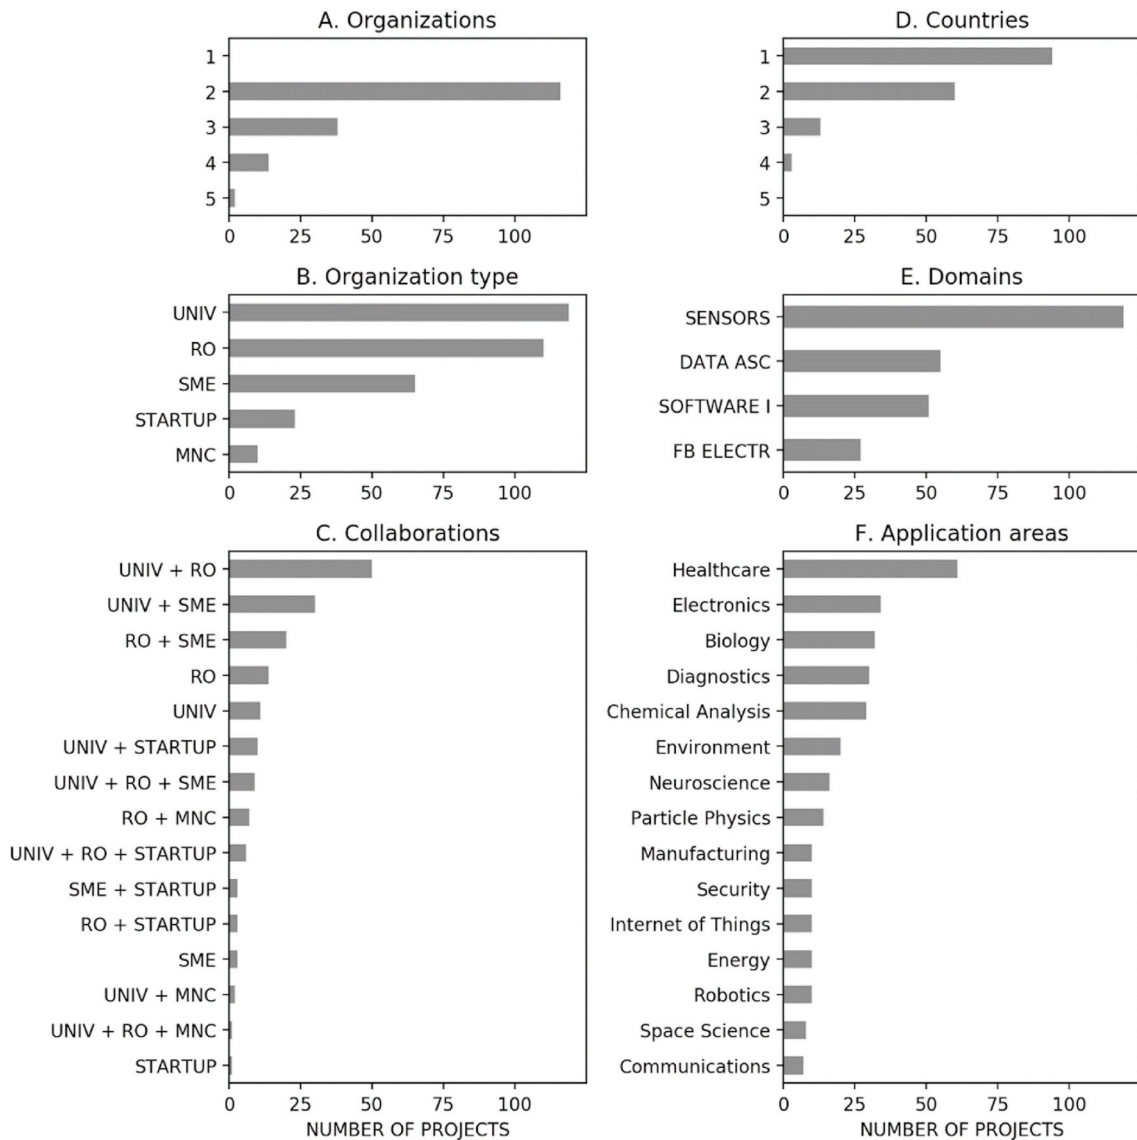 A. Organizations
1
2
3
4
5
0 25 50 75 100
D. Countries
1
2
3
4
5
0 25 50 75 100
B. Organization type
UNIV
RO
SME
STARTUP
MNC
0 25 50 75 100
E. Domains
SENSORS
DATA ASC
SOFTWARE I
FB ELECTR
0 25 50 75 100
C. Collaborations
UNIV + RO
UNIV + SME
RO + SME
RO
UNIV
UNIV + STARTUP
UNIV + RO + SME
RO + MNC
UNIV + RO + STARTUP
SME + STARTUP
RO + STARTUP
SME
UNIV + MNC
UNIV + RO + MNC
STARTUP
0 25 50 75 100
NUMBER OF PROJECTS
F. Application areas
Healthcare
Electronics
Biology
Diagnostics
Chemical Analysis
Environment
Neuroscience
Particle Physics
Manufacturing
Security
Internet of Things
Energy
Robotics
Space Science
Communications
0 25 50 75 100
NUMBER OF PROJECTS